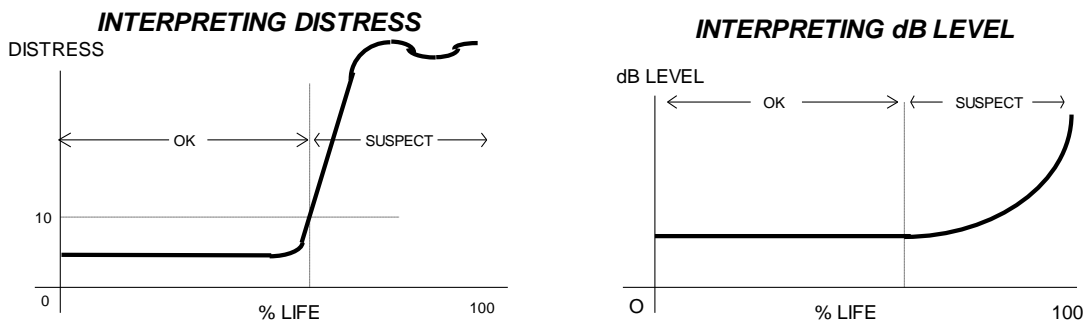 INTERPRETING DISTRESS
DISTRESS
OK
SUSPECT
10
0
% LIFE
100
INTERPRETING dB LEVEL
dB LEVEL
OK
SUSPECT
O
% LIFE
100